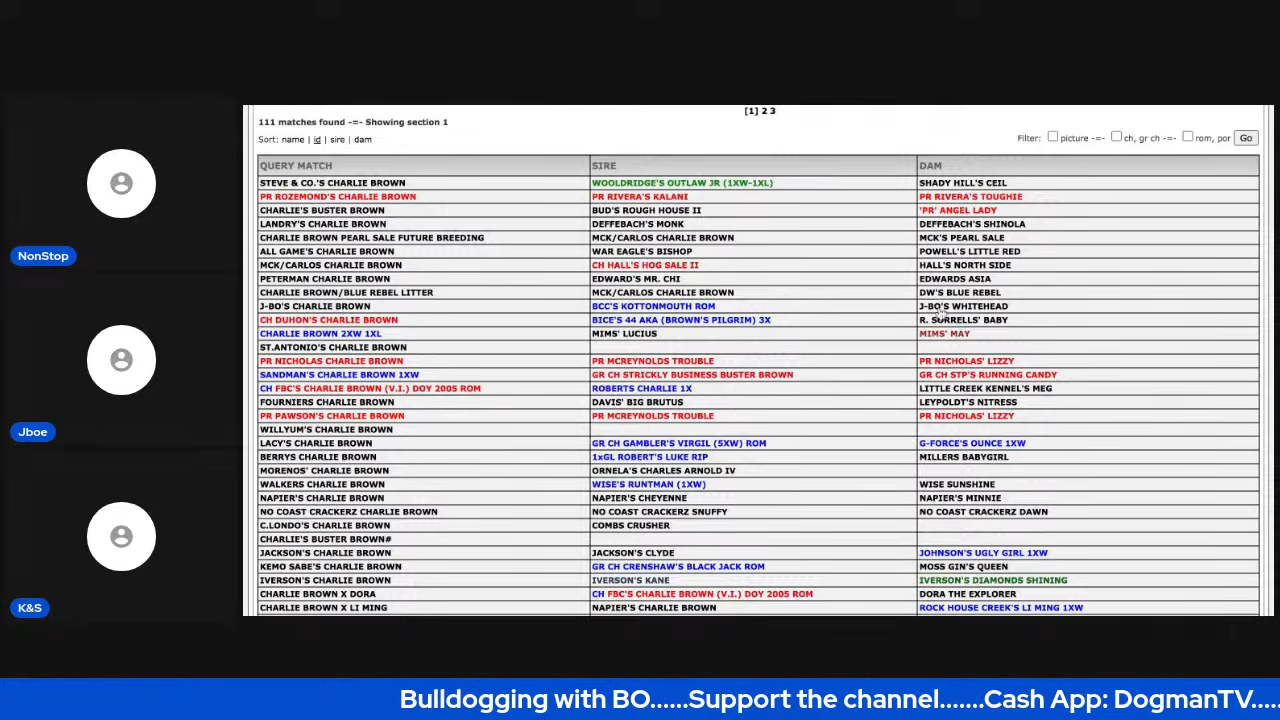 [1] 2 3
111 matches found -=- Showing section 1
Sort: name | id | sire | dam Filter: picture -=- ch, gr ch -=- rom, por Go
QUERY MATCH SIRE DAM
STEVE & CO.'S CHARLIE BROWN WOOLDRIDGE'S OUTLAW JR (1XW-1XL) SHADY HILL'S CEIL
PR ROZEMOND'S CHARLIE BROWN PR RIVERA'S KALANI PR RIVERA'S TOUGHIE
CHARLIE'S BUSTER BROWN BUD'S ROUGH HOUSE II 'PR' ANGEL LADY
LANDRY'S CHARLIE BROWN DEFFEBACH'S MONK DEFFEBACH'S SHINOLA
CHARLIE BROWN PEARL SALE FUTURE BREEDING MCK/CARLOS CHARLIE BROWN MCK'S PEARL SALE
ALL GAME'S CHARLIE BROWN WAR EAGLE'S BISHOP POWELL'S LITTLE RED
MCK/CARLOS CHARLIE BROWN CH HALL'S HOG SALE II HALL'S NORTH SIDE
PETERMAN CHARLIE BROWN EDWARD'S MR. CHI EDWARDS ASIA
CHARLIE BROWN/BLUE REBEL LITTER MCK/CARLOS CHARLIE BROWN DW'S BLUE REBEL
J-BO'S CHARLIE BROWN BCC'S KOTTONMOUTH ROM J-BO'S WHITEHEAD
CH DUHON'S CHARLIE BROWN BICE'S 44 AKA (BROWN'S PILGRIM) 3X R. SORRELLS' BABY
CHARLIE BROWN 2XW 1XL MIMS' LUCIUS MIMS' MAY
ST.ANTONIO'S CHARLIE BROWN
PR NICHOLAS CHARLIE BROWN PR MCREYNOLDS TROUBLE PR NICHOLAS' LIZZY
SANDMAN'S CHARLIE BROWN 1XW GR CH STRICKLY BUSINESS BUSTER BROWN GR CH STP'S RUNNING CANDY
CH FBC'S CHARLIE BROWN (V.I.) DOY 2005 ROM ROBERTS CHARLIE 1X LITTLE CREEK KENNEL'S MEG
FOURNIERS CHARLIE BROWN DAVIS' BIG BRUTUS LEYPOLDT'S NITRESS
PR PAWSON'S CHARLIE BROWN PR MCREYNOLDS TROUBLE PR NICHOLAS' LIZZY
WILLYUM'S CHARLIE BROWN
LACY'S CHARLIE BROWN GR CH GAMBLER'S VIRGIL (5XW) ROM G-FORCE'S OUNCE 1XW
BERRYS CHARLIE BROWN 1xGL ROBERT'S LUKE RIP MILLERS BABYGIRL
MORENOS' CHARLIE BROWN ORNELA'S CHARLES ARNOLD IV
WALKERS CHARLIE BROWN WISE'S RUNTMAN (1XW) WISE SUNSHINE
NAPIER'S CHARLIE BROWN NAPIER'S CHEYENNE NAPIER'S MINNIE
NO COAST CRACKERZ CHARLIE BROWN NO COAST CRACKERZ SNUFFY NO COAST CRACKERZ DAWN
C.LONDO'S CHARLIE BROWN COMBS CRUSHER
CHARLIE'S BUSTER BROWN#
JACKSON'S CHARLIE BROWN JACKSON'S CLYDE JOHNSON'S UGLY GIRL 1XW
KEMO SABE'S CHARLIE BROWN GR CH CRENSHAW'S BLACK JACK ROM MOSS GIN'S QUEEN
IVERSON'S CHARLIE BROWN IVERSON'S KANE IVERSON'S DIAMONDS SHINING
CHARLIE BROWN X DORA CH FBC'S CHARLIE BROWN (V.I.) DOY 2005 ROM DORA THE EXPLORER
CHARLIE BROWN X LI MING NAPIER'S CHARLIE BROWN ROCK HOUSE CREEK'S LI MING 1XW
NonStop
Jboe
K&S
Bulldogging with BO......Support the channel.......Cash App: DogmanTV.....